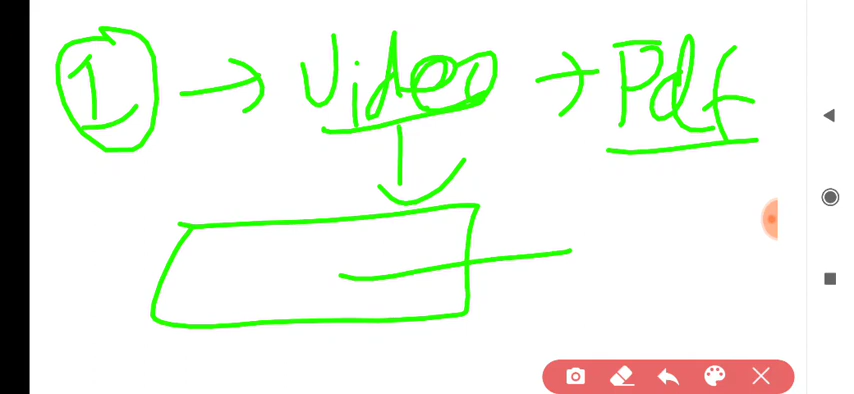 1 → Video → Pdf